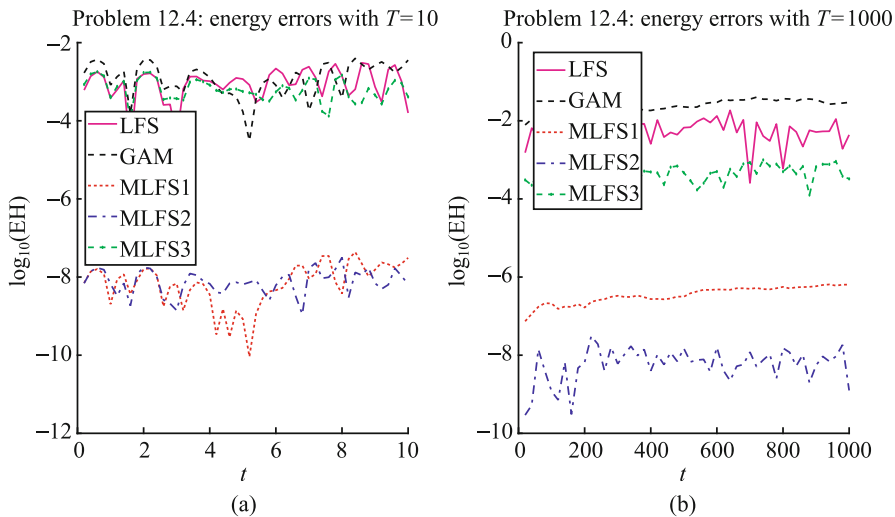 Problem 12.4: energy errors with T=10
−2
−4
−6
−8
−10
−12
log10(EH)
LFS
GAM
MLFS1
MLFS2
MLFS3
0 2 4 6 8 10
t
(a)
Problem 12.4: energy errors with T=1000
0
−2
−4
−6
−8
−10
log10(EH)
LFS
GAM
MLFS1
MLFS2
MLFS3
0 200 400 600 800 1000
t
(b)